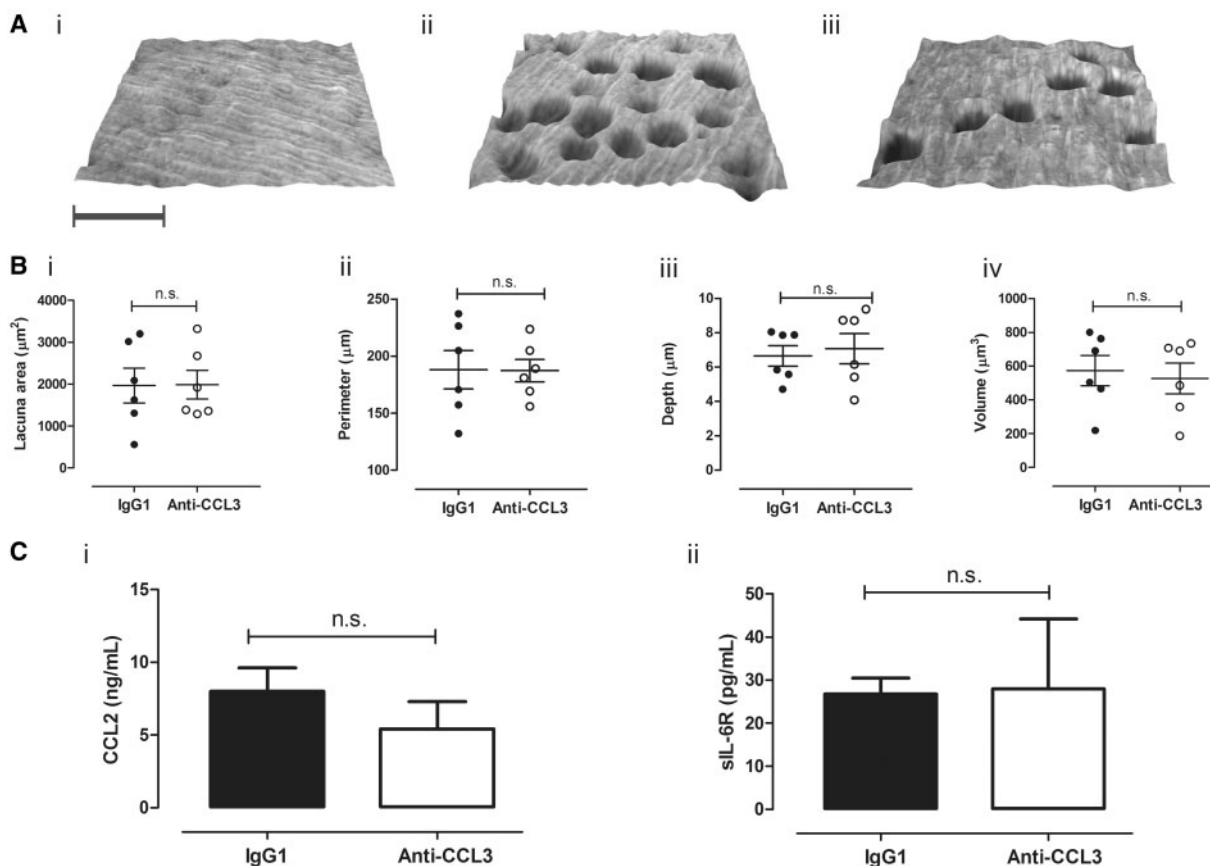 A i ii iii
B i ii iii iv
n.s.
4000
3000
2000
1000
0
Lacuna area (μm²)
IgG1 Anti-CCL3
n.s.
250
200
150
100
Perimeter (μm)
IgG1 Anti-CCL3
n.s.
10
8
6
4
2
0
Depth (μm)
IgG1 Anti-CCL3
n.s.
1000
800
600
400
200
0
Volume (μm³)
IgG1 Anti-CCL3
C i ii
n.s.
15
10
5
0
CCL2 (ng/mL)
IgG1 Anti-CCL3
n.s.
50
40
30
20
10
0
sIL-6R (pg/mL)
IgG1 Anti-CCL3